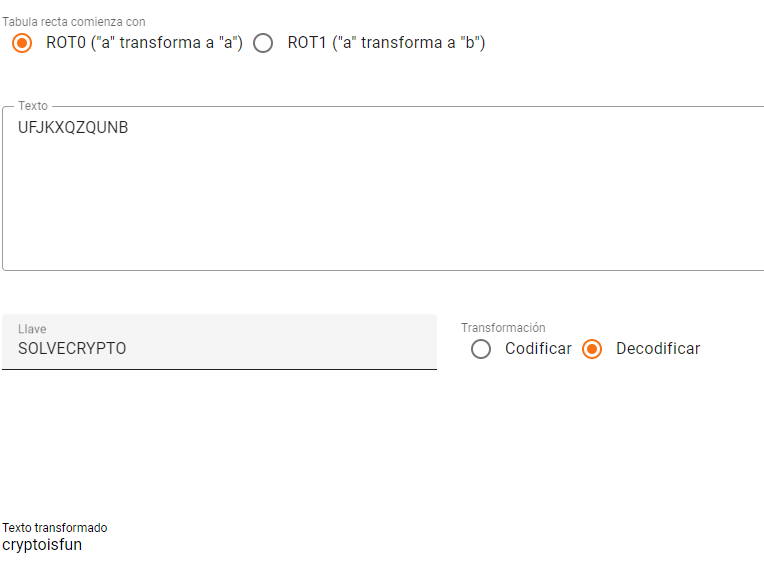 Tabula recta comienza con
ROT0 ("a" transforma a "a") ROT1 ("a" transforma a "b")
Texto
UFJKXQZQUNB
Llave
SOLVECRYPTO
Transformación
Codificar Decodificar
Texto transformado
cryptoisfun